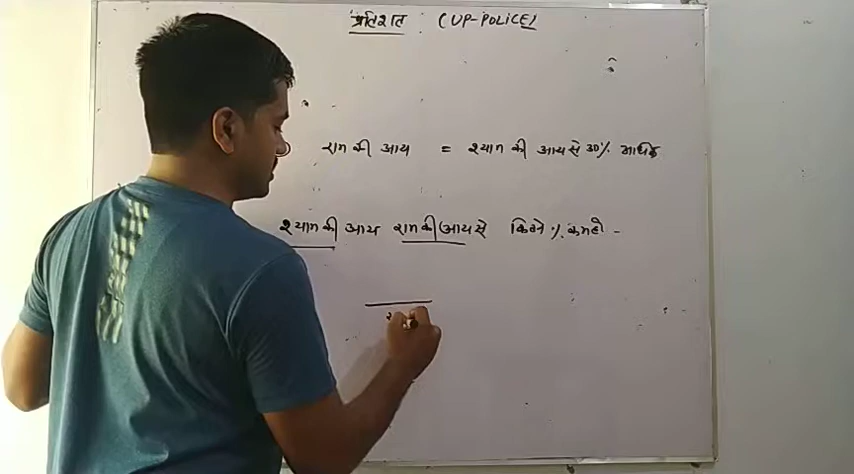 प्रतिशत : (UP-POLICE)
राम की आय = श्याम की आय से 30% अधिक
श्याम की आय राम की आय से कितने % कम हो -